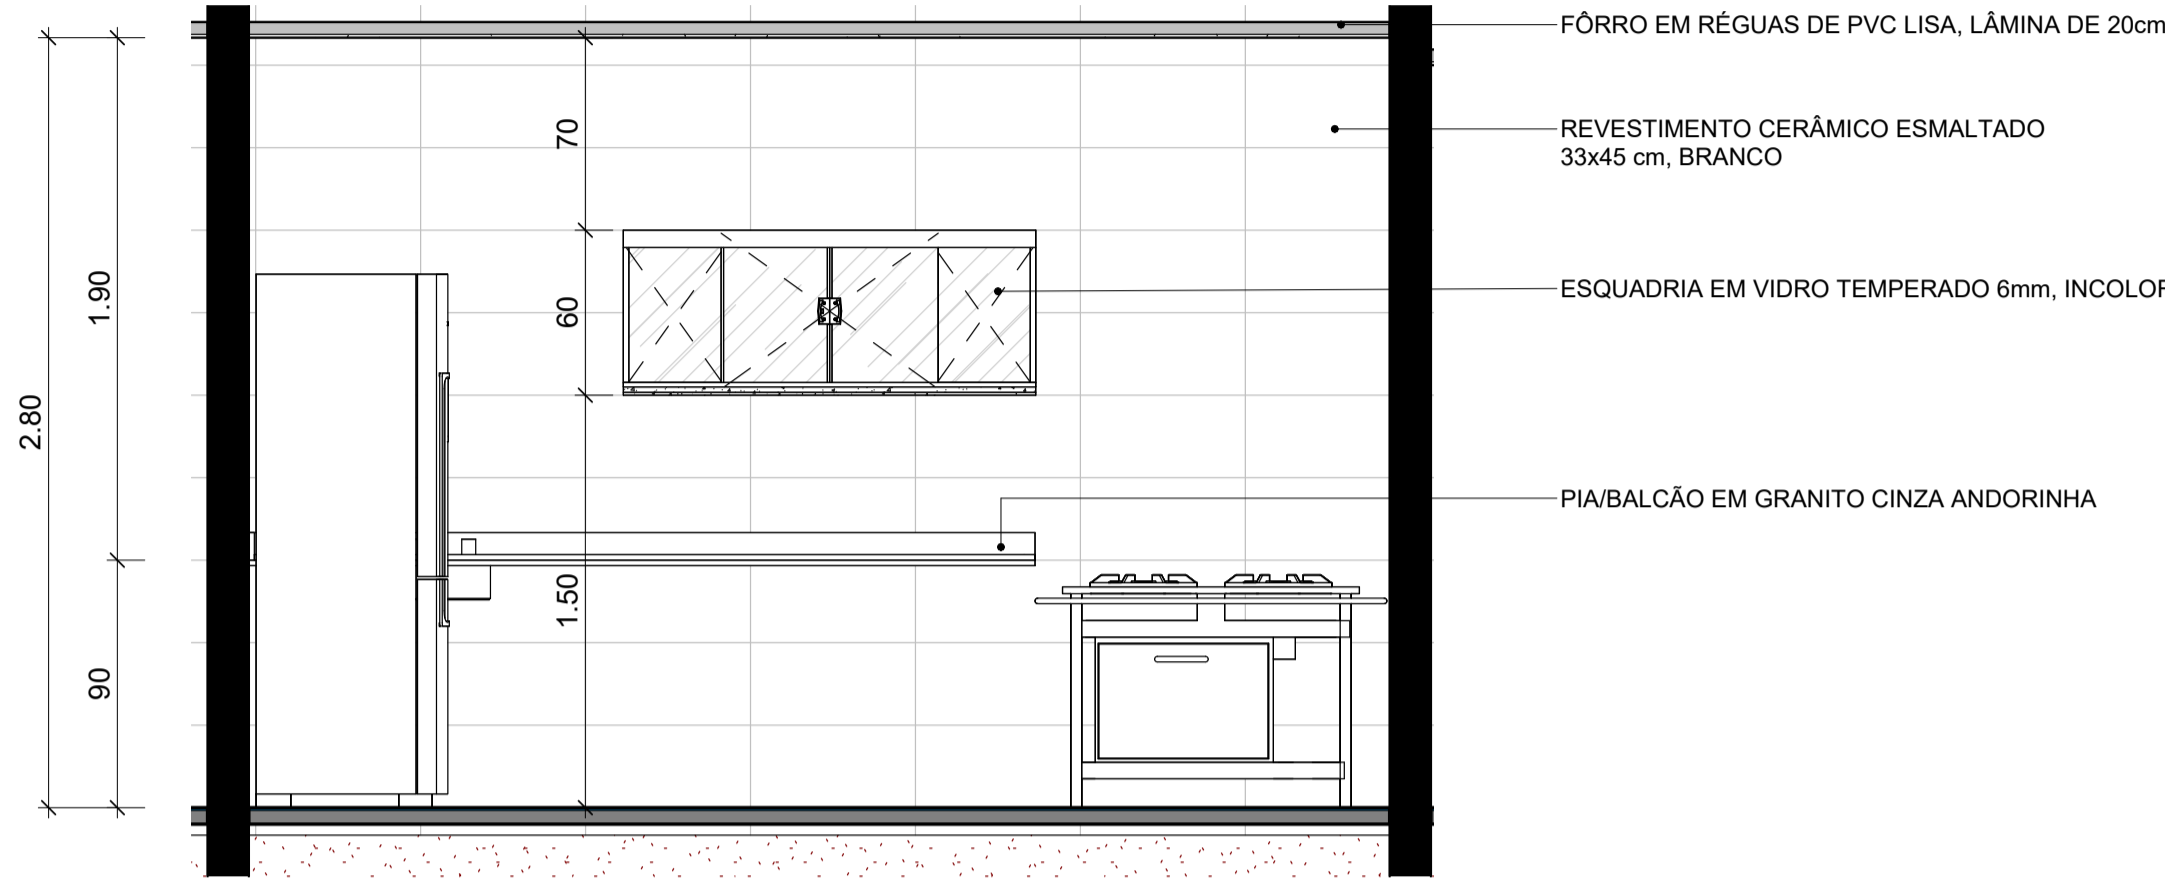 FÔRRO EM RÉGUAS DE PVC LISA, LÂMINA DE 20cm
REVESTIMENTO CERÂMICO ESMALTADO
33x45 cm, BRANCO
ESQUADRIA EM VIDRO TEMPERADO 6mm, INCOLOR
PIA/BALCÃO EM GRANITO CINZA ANDORINHA
2.80
1.90
90
70
60
1.50